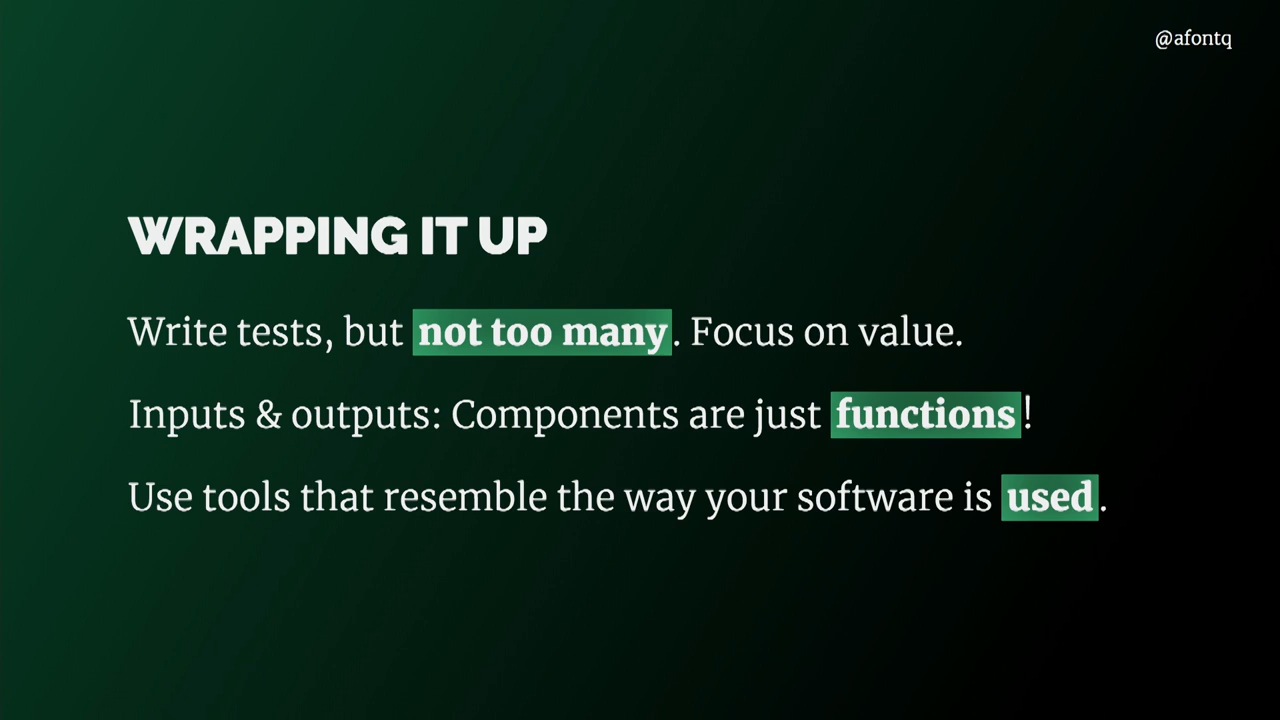 @afontq
WRAPPING IT UP
Write tests, but not too many. Focus on value.
Inputs & outputs: Components are just functions!
Use tools that resemble the way your software is used.